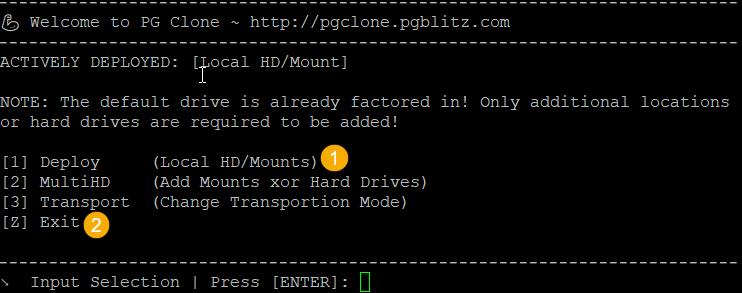 💪 Welcome to PG Clone ~ http://pgclone.pgblitz.com
ACTIVELY DEPLOYED: [Local HD/Mount]
NOTE: The default drive is already factored in! Only additional locations
or hard drives are required to be added!
[1] Deploy (Local HD/Mounts) 1
[2] MultiHD (Add Mounts xor Hard Drives)
[3] Transport (Change Transportion Mode)
[Z] Exit 2
↘ Input Selection | Press [ENTER]: